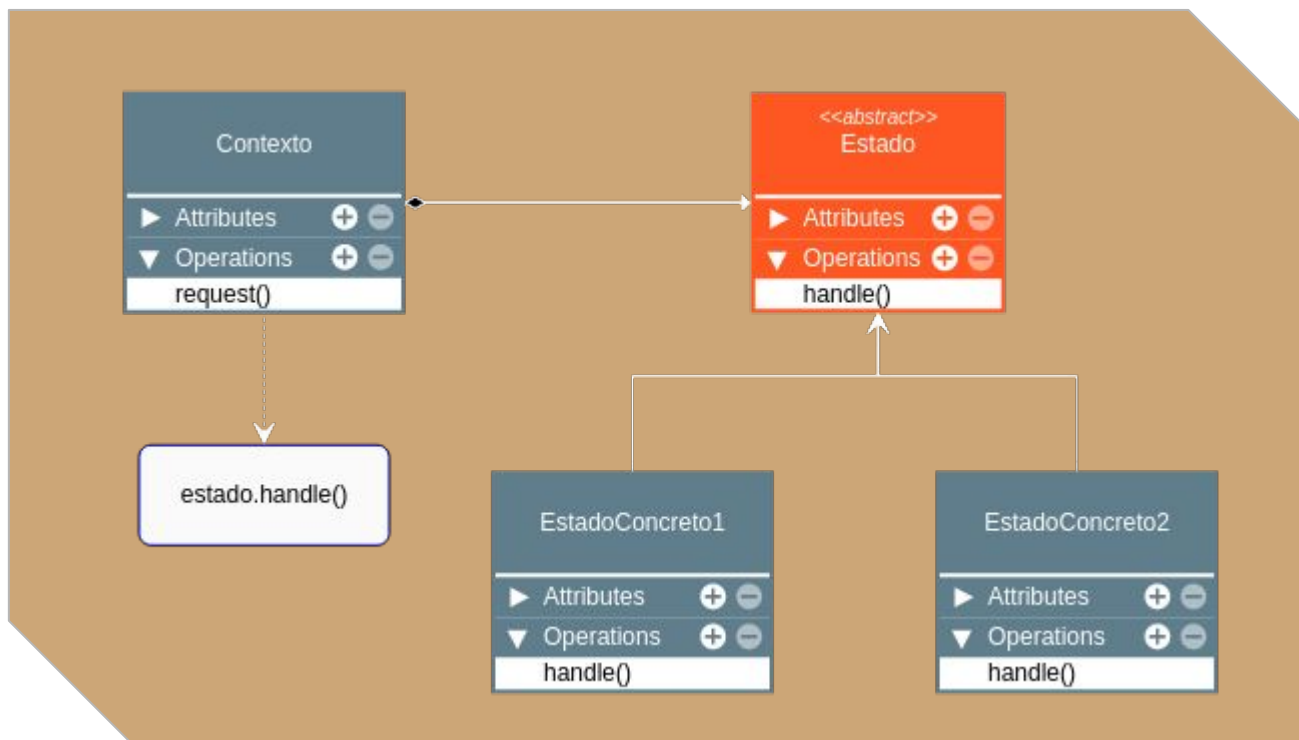 Contexto
Attributes
Operations
request()
<<abstract>>
Estado
Attributes
Operations
handle()
estado.handle()
EstadoConcreto1
Attributes
Operations
handle()
EstadoConcreto2
Attributes
Operations
handle()